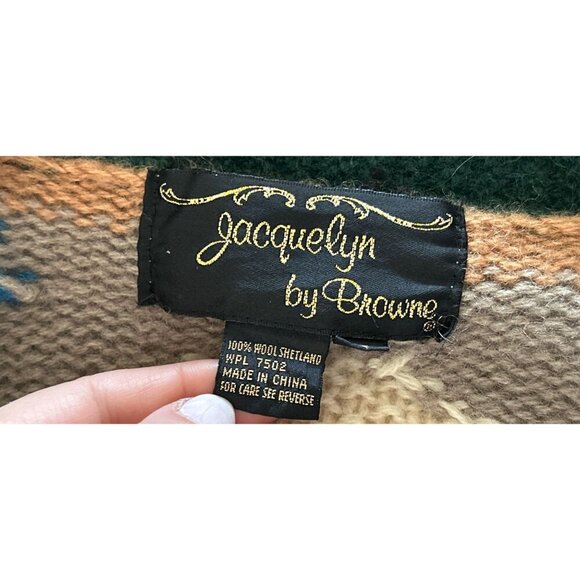 Jacquelyn
by Browne®
100% WOOL SHETLAND
WPL 7502
MADE IN CHINA
FOR CARE SEE REVERSE